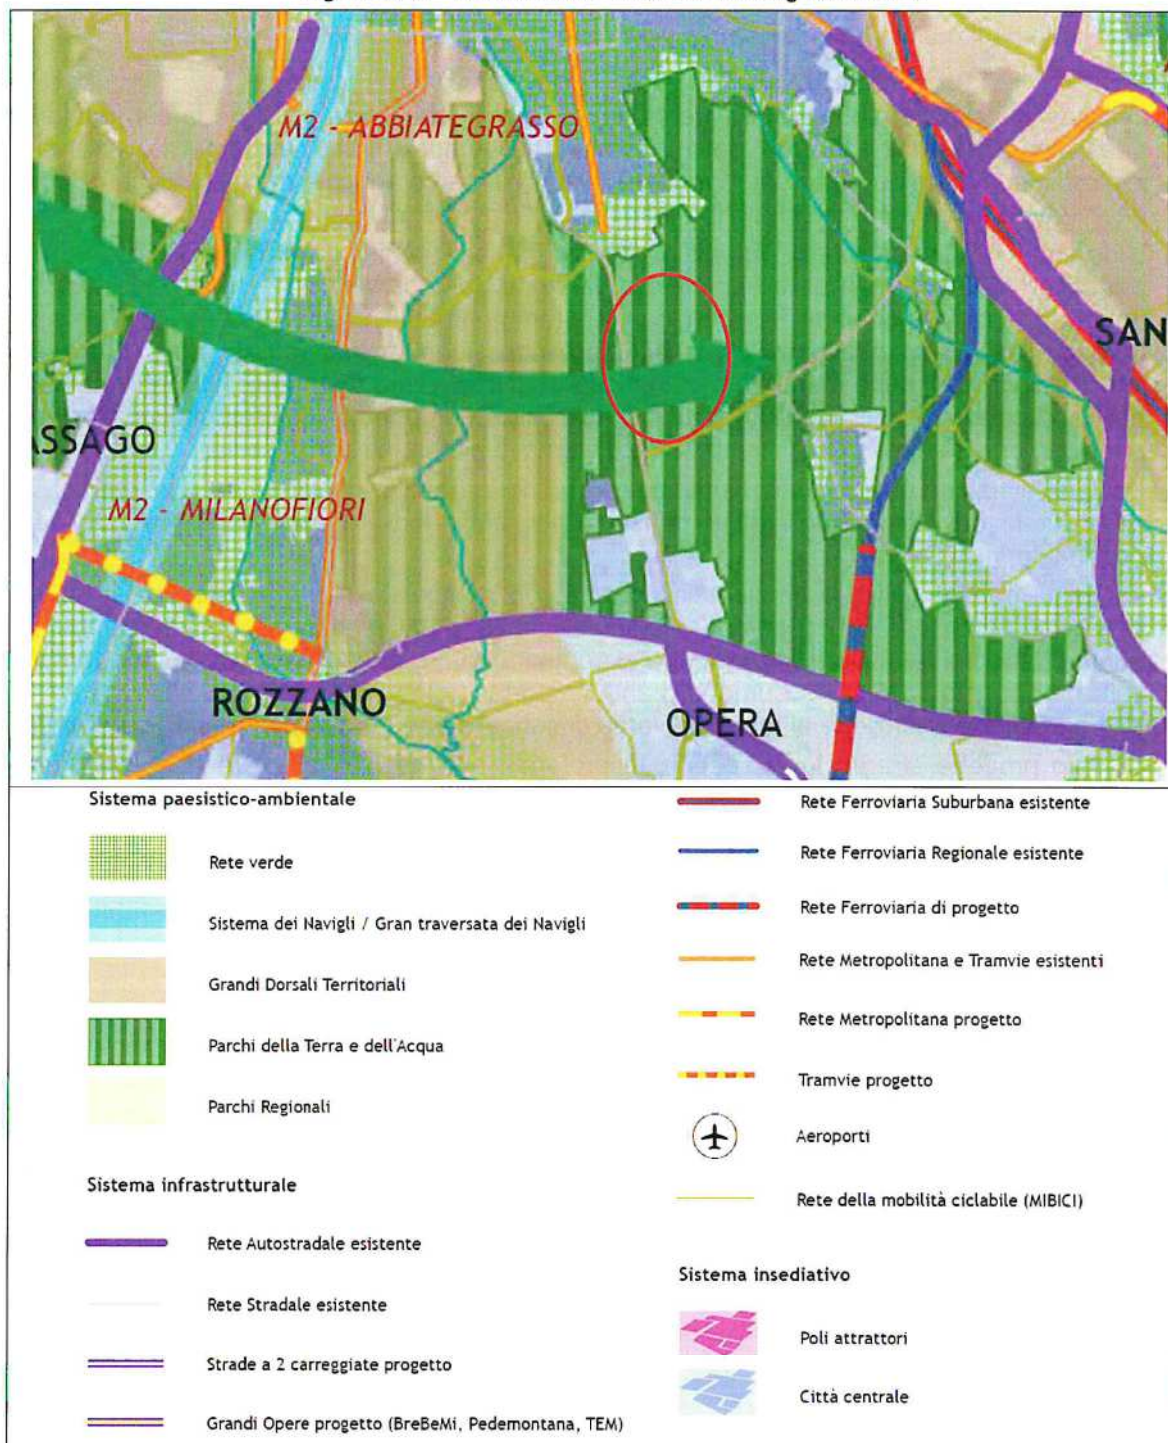 M2 - ABBIATEGRASSO
SAN
ASSAGO
M2 - MILANOFIORI
ROZZANO
OPERA
Sistema paesistico-ambientale
Rete verde
Sistema dei Navigli / Gran traversata dei Navigli
Grandi Dorsali Territoriali
Parchi della Terra e dell'Acqua
Parchi Regionali
Sistema infrastrutturale
Rete Autostradale esistente
Rete Stradale esistente
Strade a 2 carreggiate progetto
Grandi Opere progetto (BreBeMi, Pedemontana, TEM)
Rete Ferroviaria Suburbana esistente
Rete Ferroviaria Regionale esistente
Rete Ferroviaria di progetto
Rete Metropolitana e Tramvie esistenti
Rete Metropolitana progetto
Tramvie progetto
Aeroporti
Rete della mobilità ciclabile (MIBICI)
Sistema insediativo
Poli attrattori
Città centrale